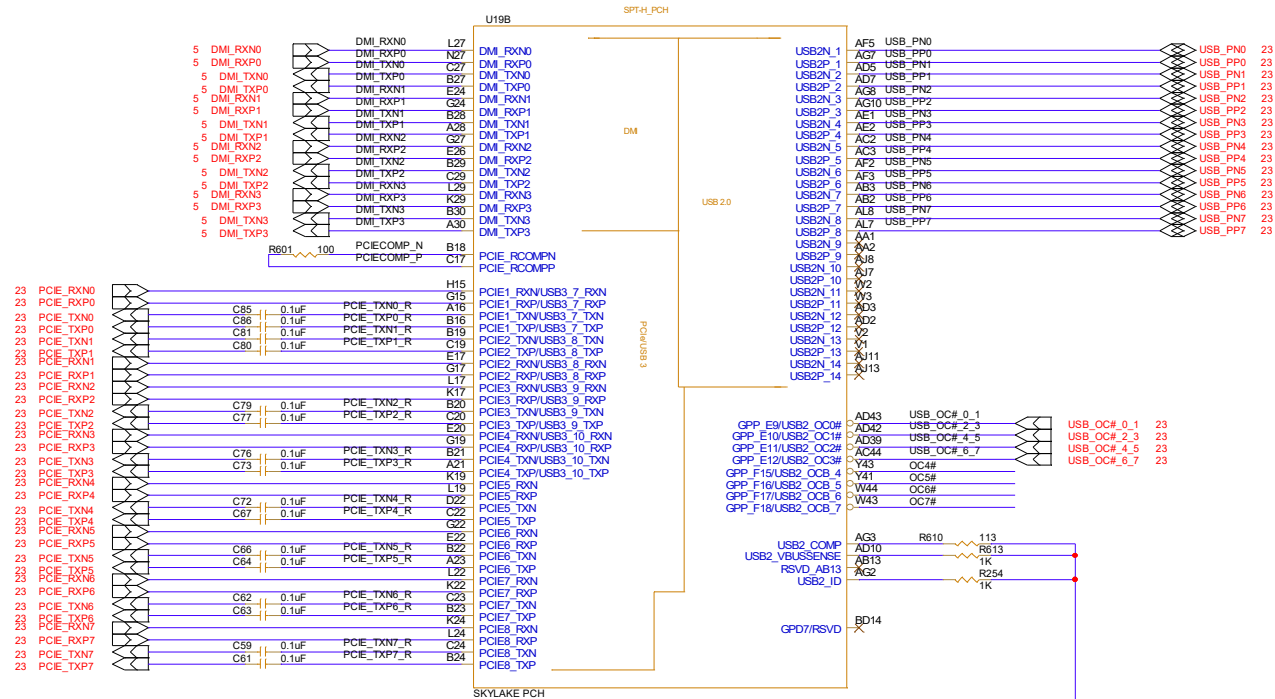 SPT-H_PCH
U19B
5 DMI_RXN0 DMI_RXN0 L27 DMI_RXN0
5 DMI_RXP0 DMI_RXP0 N27 DMI_RXP0
5 DMI_TXN0 DMI_TXN0 C27 DMI_TXN0
5 DMI_TXP0 DMI_TXP0 B27 DMI_TXP0
5 DMI_RXN1 DMI_RXN1 E24 DMI_RXN1
5 DMI_RXP1 DMI_RXP1 G24 DMI_RXP1
5 DMI_TXN1 DMI_TXN1 B28 DMI_TXN1
5 DMI_TXP1 DMI_TXP1 A28 DMI_TXP1
5 DMI_RXN2 DMI_RXN2 G27 DMI_RXN2
5 DMI_RXP2 DMI_RXP2 E26 DMI_RXP2
5 DMI_TXN2 DMI_TXN2 B29 DMI_TXN2
5 DMI_TXP2 DMI_TXP2 C29 DMI_TXP2
5 DMI_RXN3 DMI_RXN3 L29 DMI_RXN3
5 DMI_RXP3 DMI_RXP3 K29 DMI_RXP3
5 DMI_TXN3 DMI_TXN3 B30 DMI_TXN3
5 DMI_TXP3 DMI_TXP3 A30 DMI_TXP3
R601 100 PCIECOMP_N B18 PCIE_RCOMPN
PCIECOMP_P C17 PCIE_RCOMPP
23 PCIE_RXN0 H15 PCIE1_RXN/USB3_7_RXN
23 PCIE_RXP0 G15 PCIE1_RXP/USB3_7_RXP
23 PCIE_TXN0 C85 0.1uF PCIE_TXN0_R A16 PCIE1_TXN/USB3_7_TXN
23 PCIE_TXP0 C86 0.1uF PCIE_TXP0_R B16 PCIE1_TXP/USB3_7_TXP
23 PCIE_TXN1 C81 0.1uF PCIE_TXN1_R B19 PCIE2_TXN/USB3_8_TXN
23 PCIE_TXP1 C80 0.1uF PCIE_TXP1_R C19 PCIE2_TXP/USB3_8_TXP
23 PCIE_RXN1 E17 PCIE2_RXN/USB3_8_RXN
23 PCIE_RXP1 G17 PCIE2_RXP/USB3_8_RXP
23 PCIE_RXN2 L17 PCIE3_RXN/USB3_9_RXN
23 PCIE_RXP2 K17 PCIE3_RXP/USB3_9_RXP
23 PCIE_TXN2 C79 0.1uF PCIE_TXN2_R B20 PCIE3_TXN/USB3_9_TXN
23 PCIE_TXP2 C77 0.1uF PCIE_TXP2_R C20 PCIE3_TXP/USB3_9_TXP
23 PCIE_RXN3 E20 PCIE4_RXN/USB3_10_RXN
23 PCIE_RXP3 G19 PCIE4_RXP/USB3_10_RXP
23 PCIE_TXN3 C76 0.1uF PCIE_TXN3_R B21 PCIE4_TXN/USB3_10_TXN
23 PCIE_TXP3 C73 0.1uF PCIE_TXP3_R A21 PCIE4_TXP/USB3_10_TXP
23 PCIE_RXN4 K19 PCIE5_RXN
23 PCIE_RXP4 L19 PCIE5_RXP
23 PCIE_TXN4 C72 0.1uF PCIE_TXN4_R D22 PCIE5_TXN
23 PCIE_TXP4 C67 0.1uF PCIE_TXP4_R C22 PCIE5_TXP
23 PCIE_RXN5 G22 PCIE6_RXN
23 PCIE_RXP5 E22 PCIE6_RXP
23 PCIE_TXN5 C66 0.1uF PCIE_TXN5_R B22 PCIE6_TXN
23 PCIE_TXP5 C64 0.1uF PCIE_TXP5_R A23 PCIE6_TXP
23 PCIE_RXN6 L22 PCIE7_RXN
23 PCIE_RXP6 K22 PCIE7_RXP
23 PCIE_TXN6 C62 0.1uF PCIE_TXN6_R C23 PCIE7_TXN
23 PCIE_TXP6 C63 0.1uF PCIE_TXP6_R B23 PCIE7_TXP
23 PCIE_RXN7 K24 PCIE8_RXN
23 PCIE_RXP7 L24 PCIE8_RXP
23 PCIE_TXN7 C59 0.1uF PCIE_TXN7_R C24 PCIE8_TXN
23 PCIE_TXP7 C61 0.1uF PCIE_TXP7_R B24 PCIE8_TXP
DMI
USB 2.0
PCIe/USB 3
USB2N_1 AF5 USB_PN0 USB_PN0 23
USB2P_1 AG7 USB_PP0 USB_PP0 23
USB2N_2 AD5 USB_PN1 USB_PN1 23
USB2P_2 AD7 USB_PP1 USB_PP1 23
USB2N_3 AG8 USB_PN2 USB_PN2 23
USB2P_3 AG10 USB_PP2 USB_PP2 23
USB2N_4 AE1 USB_PN3 USB_PN3 23
USB2P_4 AE2 USB_PP3 USB_PP3 23
USB2N_5 AC2 USB_PN4 USB_PN4 23
USB2P_5 AC3 USB_PP4 USB_PP4 23
USB2N_6 AF2 USB_PN5 USB_PN5 23
USB2P_6 AF3 USB_PP5 USB_PP5 23
USB2N_7 AB3 USB_PN6 USB_PN6 23
USB2P_7 AB2 USB_PP6 USB_PP6 23
USB2N_8 AL8 USB_PN7 USB_PN7 23
USB2P_8 AL7 USB_PP7 USB_PP7 23
USB2N_9 AA1
USB2P_9 AA2
USB2N_10 AJ8
USB2P_10 AJ7
USB2N_11 W2
USB2P_11 W3
USB2N_12 AD3
USB2P_12 AD2
USB2N_13 V2
USB2P_13 V1
USB2N_14 AJ11
USB2P_14 AJ13
GPP_E9/USB2_OC0# AD43 USB_OC#_0_1 USB_OC#_0_1 23
GPP_E10/USB2_OC1# AD42 USB_OC#_2_3 USB_OC#_2_3 23
GPP_E11/USB2_OC2# AD39 USB_OC#_4_5 USB_OC#_4_5 23
GPP_E12/USB2_OC3# AC44 USB_OC#_6_7 USB_OC#_6_7 23
GPP_F15/USB2_OCB_4 Y43 OC4#
GPP_F16/USB2_OCB_5 Y41 OC5#
GPP_F17/USB2_OCB_6 W44 OC6#
GPP_F18/USB2_OCB_7 W43 OC7#
USB2_COMP AG3 R610 113
USB2_VBUSSENSE AD10 R613 1K
RSVD_AB13 AB13
USB2_ID AG2 R254 1K
GPD7/RSVD BD14
SKYLAKE PCH